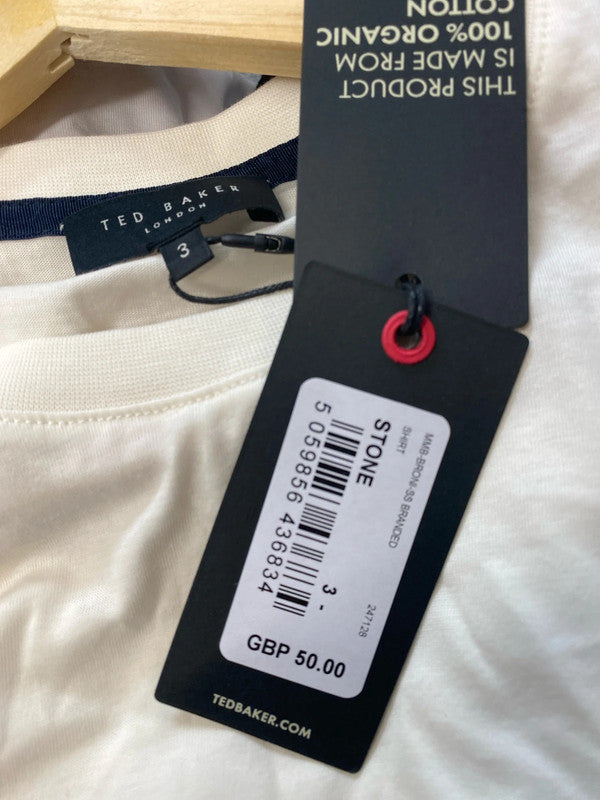 THIS PRODUCT
IS MADE FROM
100% ORGANIC
COTTON
TED BAKER
LONDON
3
MMB-BRONI-SS BRANDED
SHIRT
247128
STONE
3 -
5 059856 436834
GBP 50.00
TEDBAKER.COM